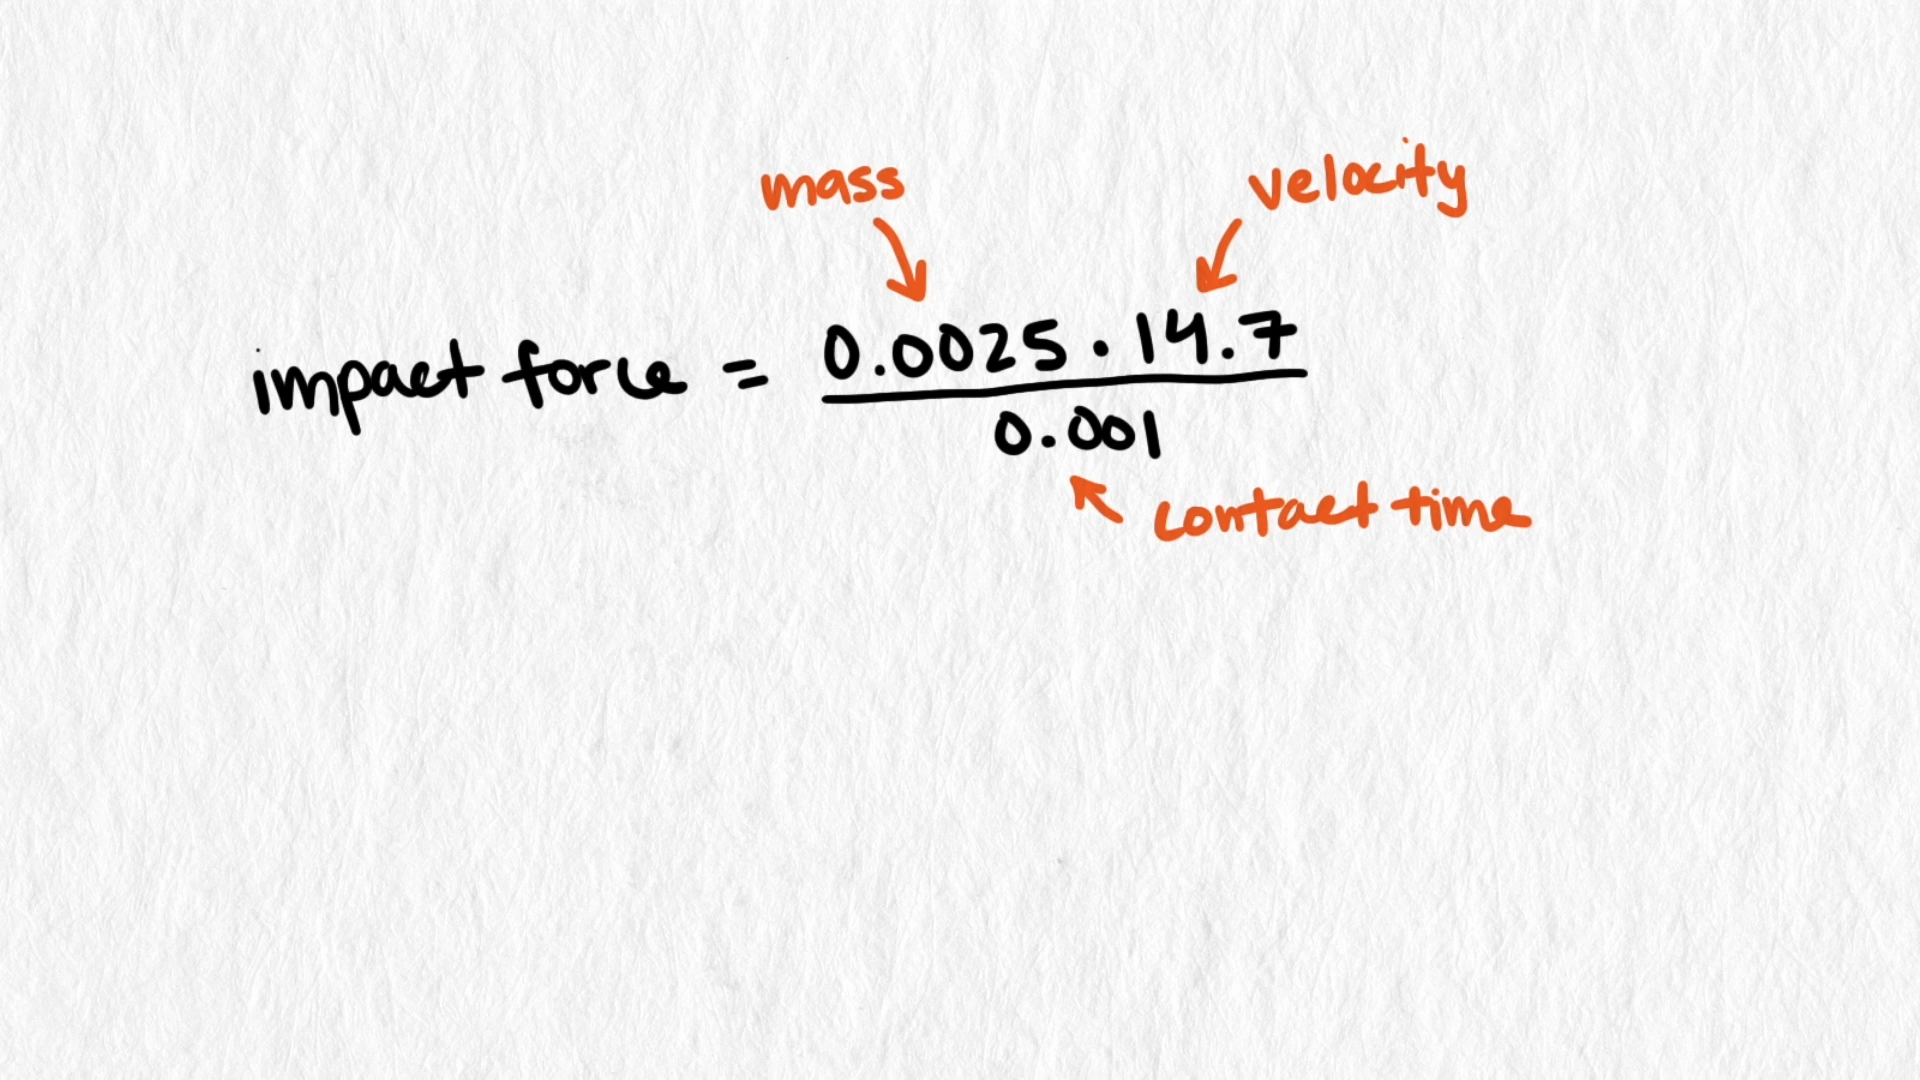 mass
velocity
impact force = 0.0025 · 14.7
0.001
contact time